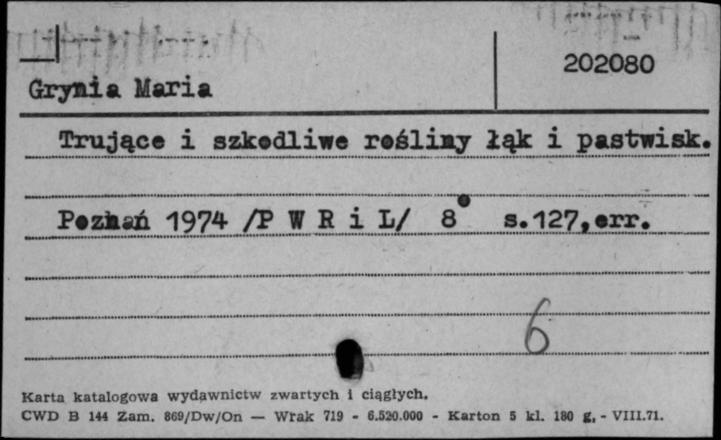 202080
Grynia Maria
Trujące i szkodliwe rośliny łąk i pastwisk.
Poznań 1974 /P W R i L/ 8° s.127,err.
6
Karta katalogowa wydawnictw zwartych i ciągłych.
CWD B 144 Zam. 869/Dw/On — Wrak 719 - 6.520.000 - Karton 5 kl. 180 g. - VIII.71.